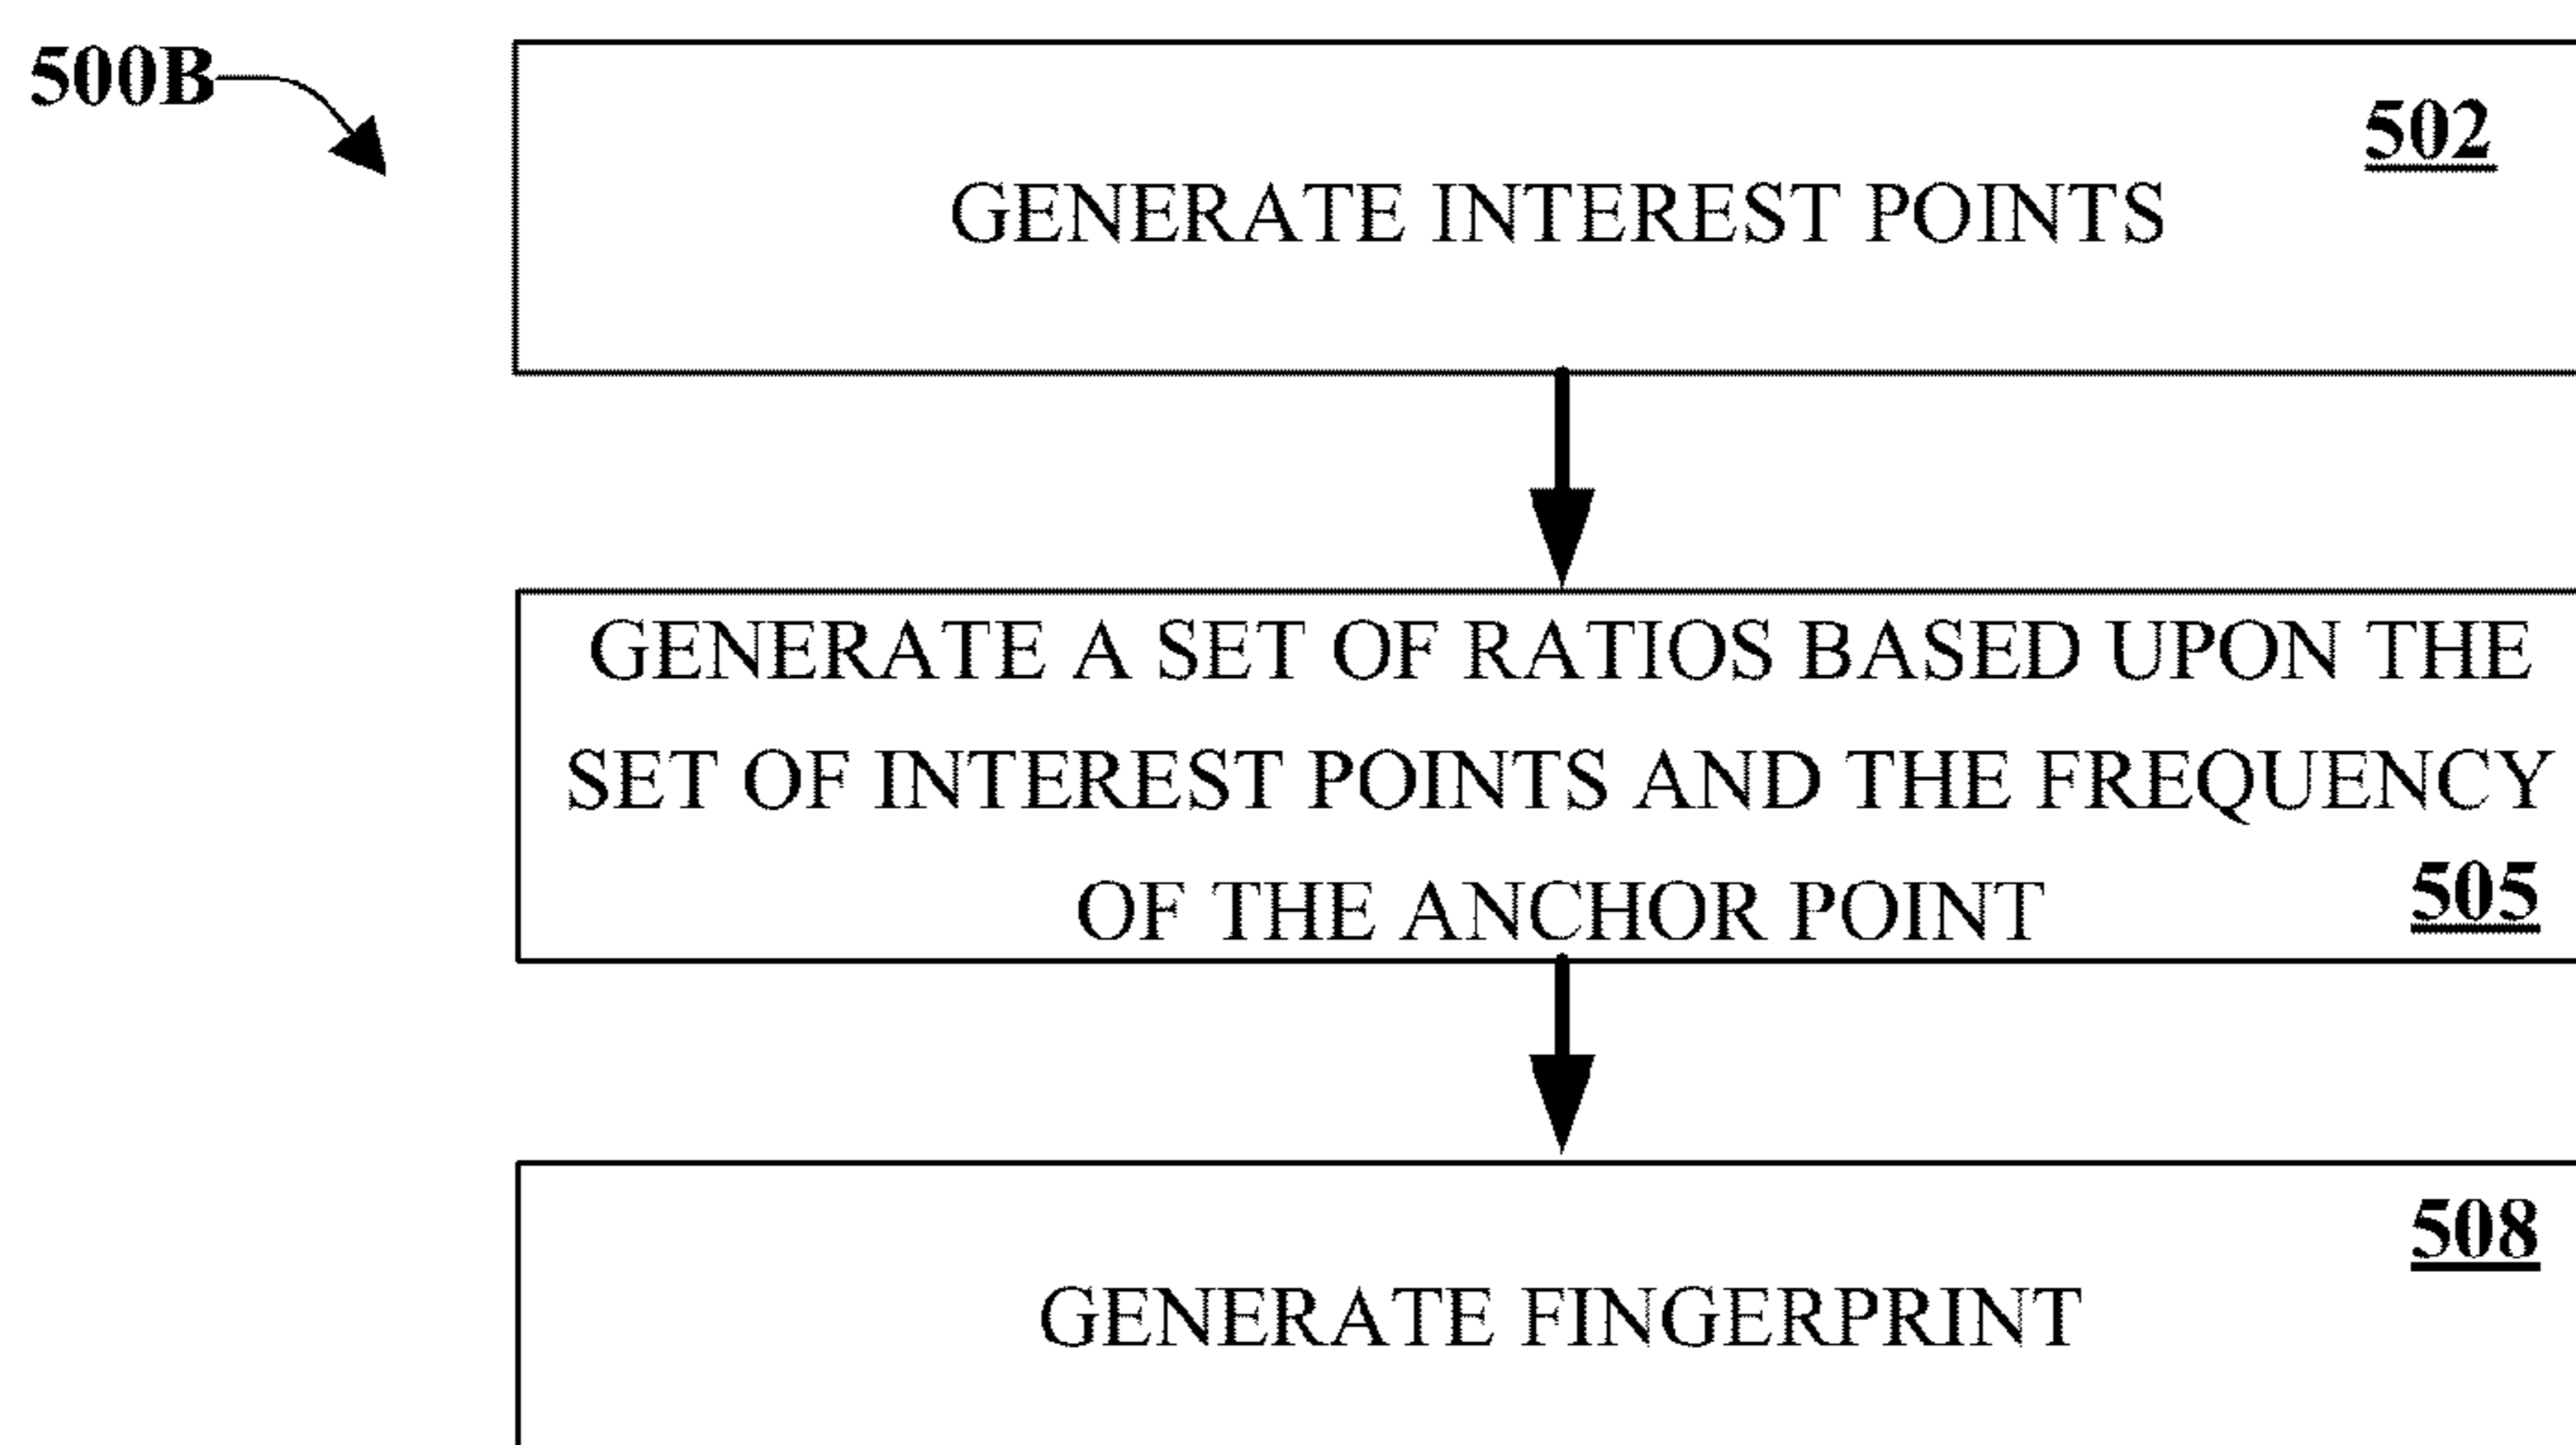 500B
502
GENERATE INTEREST POINTS
GENERATE A SET OF RATIOS BASED UPON THE
SET OF INTEREST POINTS AND THE FREQUENCY
OF THE ANCHOR POINT
505
508
GENERATE FINGERPRINT